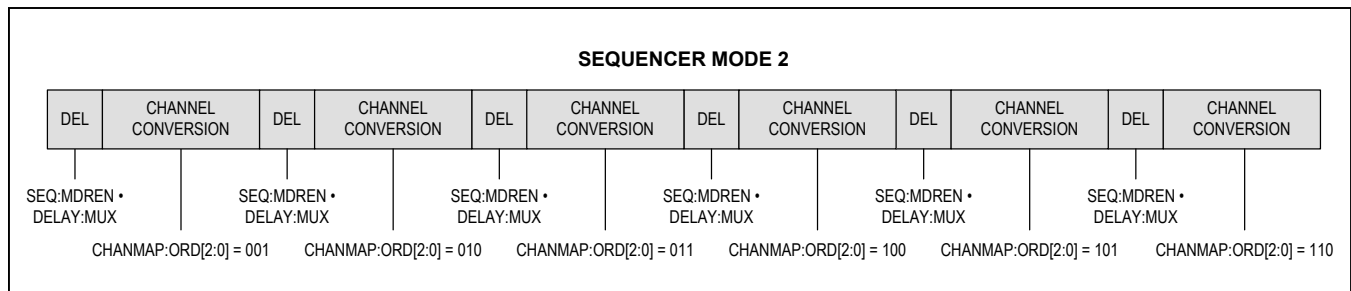 SEQUENCER MODE 2
DEL
CHANNEL
CONVERSION
DEL
CHANNEL
CONVERSION
DEL
CHANNEL
CONVERSION
DEL
CHANNEL
CONVERSION
DEL
CHANNEL
CONVERSION
DEL
CHANNEL
CONVERSION
SEQ:MDREN •
DELAY:MUX
SEQ:MDREN •
DELAY:MUX
SEQ:MDREN •
DELAY:MUX
SEQ:MDREN •
DELAY:MUX
SEQ:MDREN •
DELAY:MUX
SEQ:MDREN •
DELAY:MUX
CHANMAP:ORD[2:0] = 001
CHANMAP:ORD[2:0] = 010
CHANMAP:ORD[2:0] = 011
CHANMAP:ORD[2:0] = 100
CHANMAP:ORD[2:0] = 101
CHANMAP:ORD[2:0] = 110